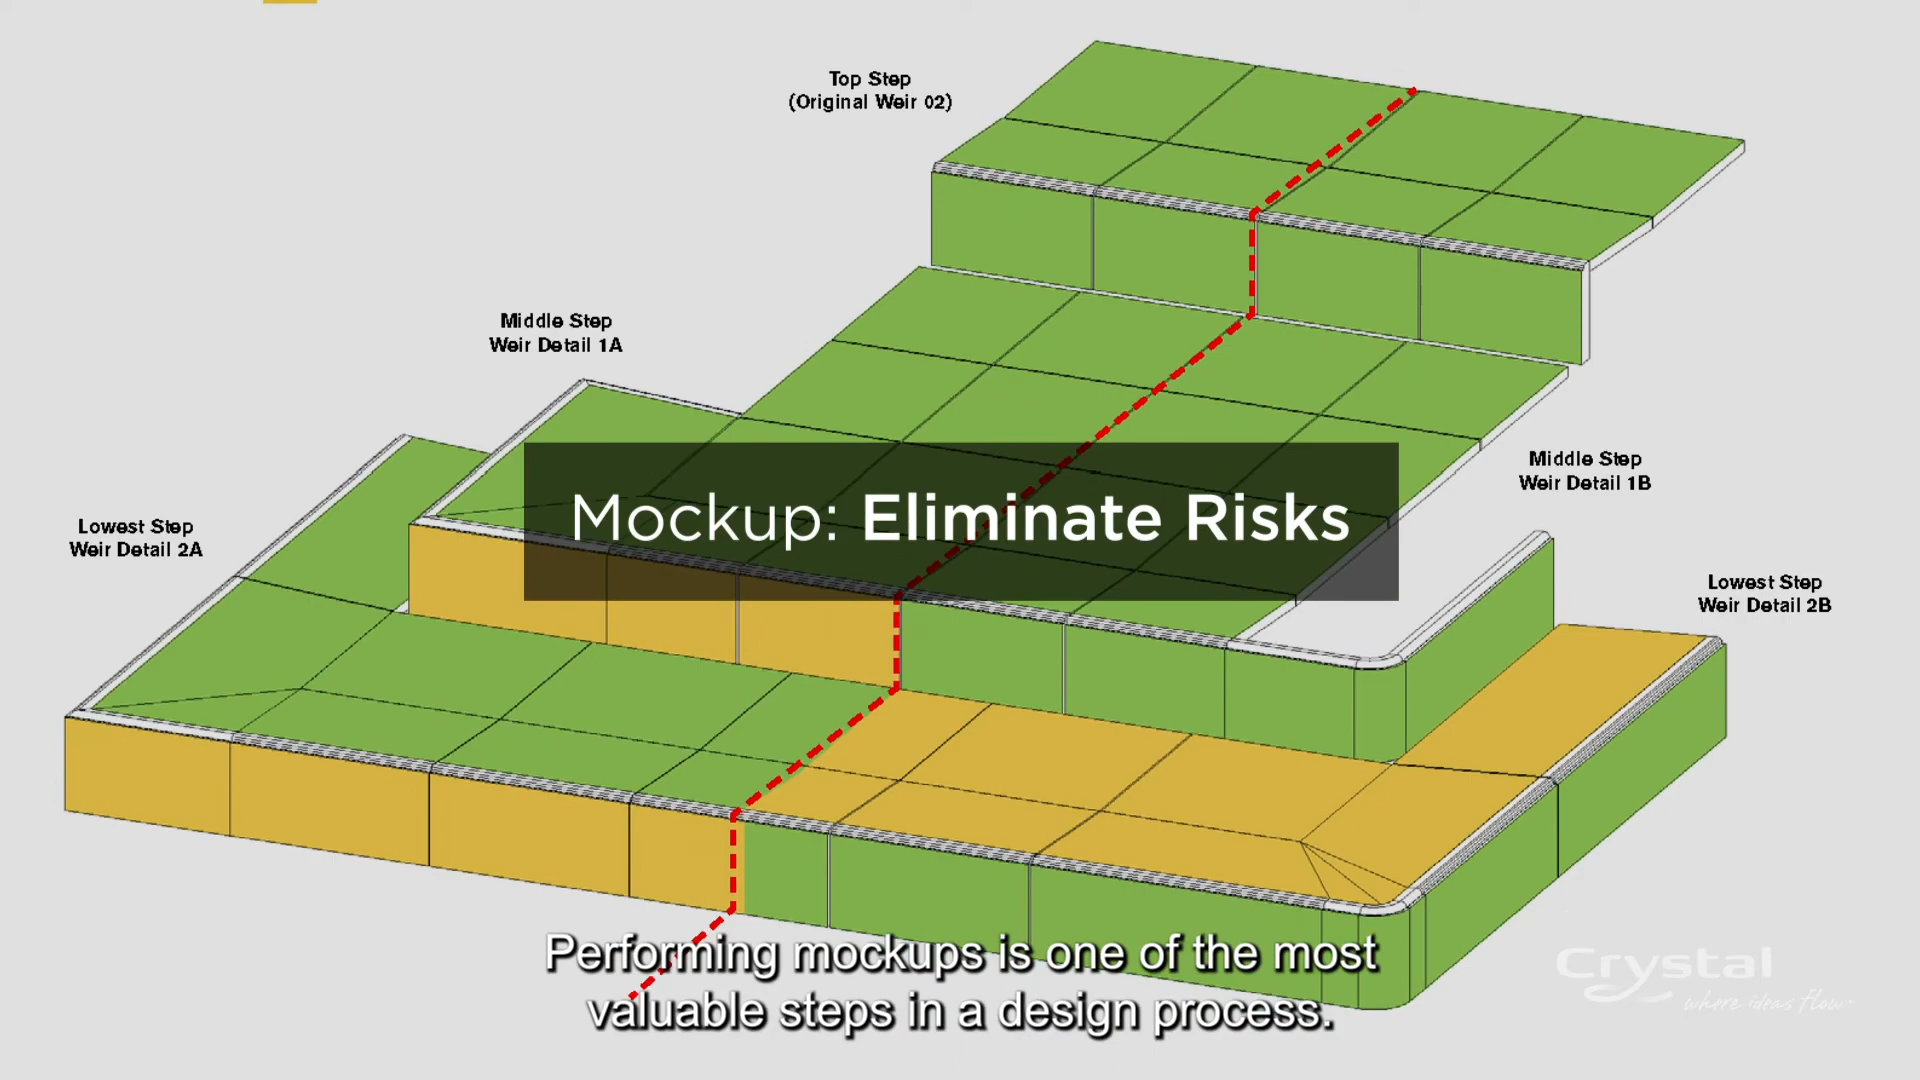 Top Step
(Original Weir 02)
Middle Step
Weir Detail 1A
Middle Step
Weir Detail 1B
Mockup: Eliminate Risks
Lowest Step
Weir Detail 2A
Lowest Step
Weir Detail 2B
Performing mockups is one of the most
valuable steps in a design process.
Crystal
where ideas flow